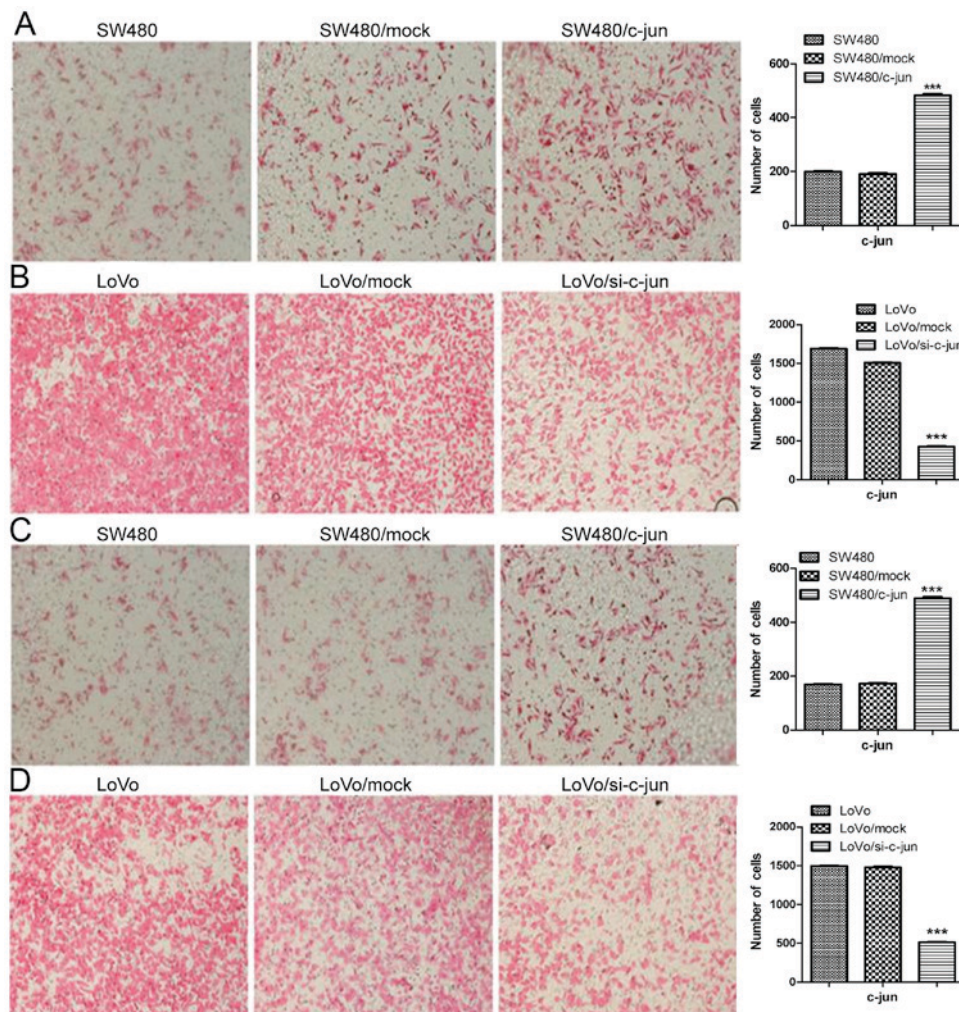 A
SW480
SW480/mock
SW480/c-jun
SW480
SW480/mock
SW480/c-jun
Number of cells
600
400
200
0
***
c-jun
B
LoVo
LoVo/mock
LoVo/si-c-jun
LoVo
LoVo/mock
LoVo/si-c-jun
Number of cells
2000
1500
1000
500
0
***
c-jun
C
SW480
SW480/mock
SW480/c-jun
SW480
SW480/mock
SW480/c-jun
Number of cells
600
400
200
0
***
c-jun
D
LoVo
LoVo/mock
LoVo/si-c-jun
LoVo
LoVo/mock
LoVo/si-c-jun
Number of cells
2000
1500
1000
500
0
***
c-jun